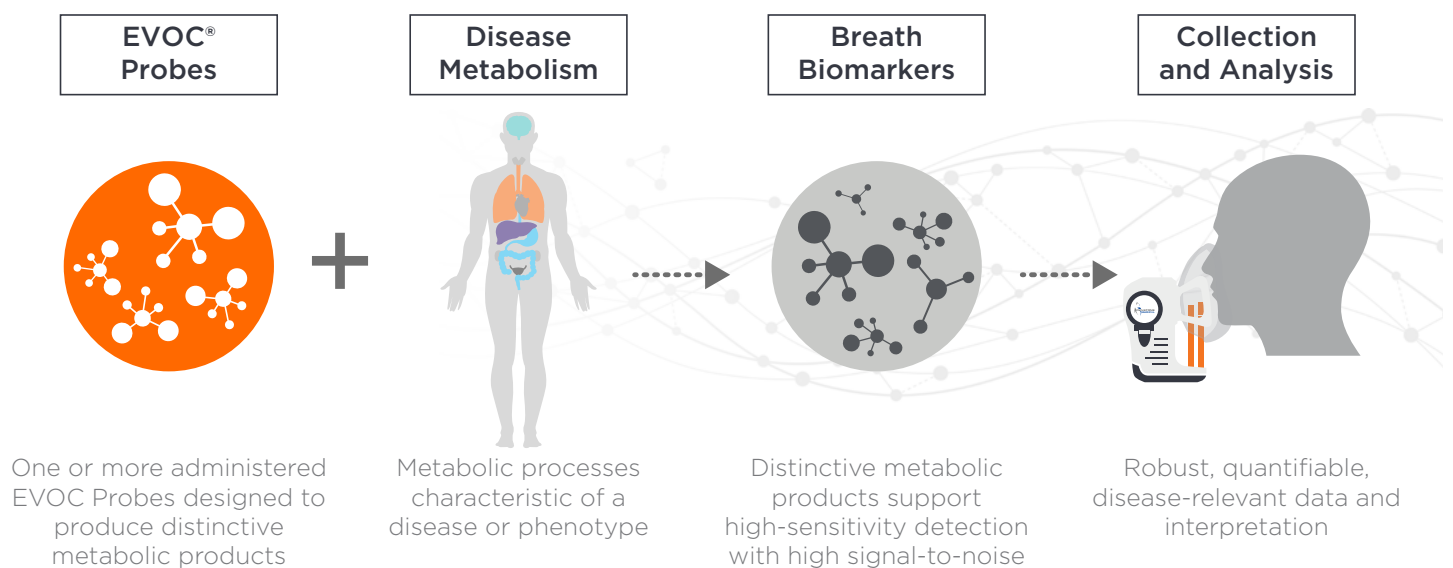 EVOC®
Probes
Disease
Metabolism
Breath
Biomarkers
Collection
and Analysis
One or more administered
EVOC Probes designed to
produce distinctive
metabolic products
Metabolic processes
characteristic of a
disease or phenotype
Distinctive metabolic
products support
high-sensitivity detection
with high signal-to-noise
Robust, quantifiable,
disease-relevant data and
interpretation